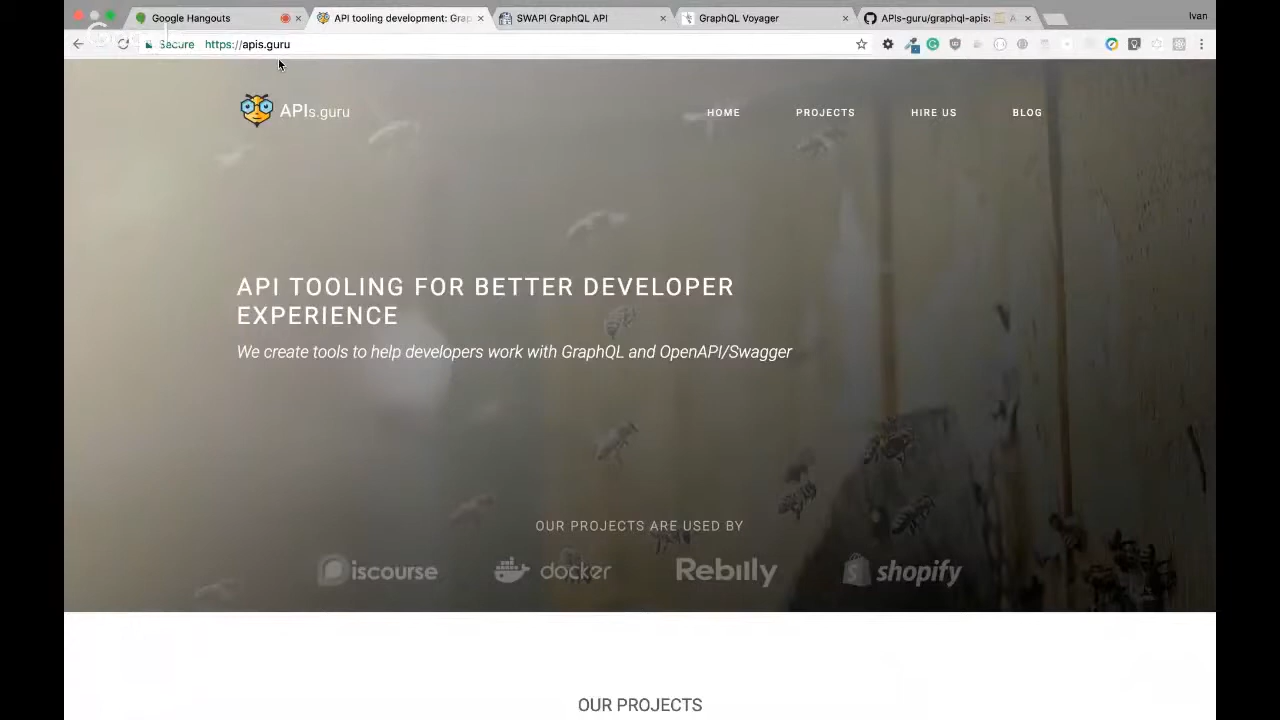 Google Hangouts
API tooling development: Grap
SWAPI GraphQL API
GraphQL Voyager
APIs-guru/graphql-apis:
Ivan
Secure https://apis.guru
APIs.guru
HOME PROJECTS HIRE US BLOG
API TOOLING FOR BETTER DEVELOPER
EXPERIENCE
We create tools to help developers work with GraphQL and OpenAPI/Swagger
OUR PROJECTS ARE USED BY
Discourse docker Rebilly shopify
OUR PROJECTS